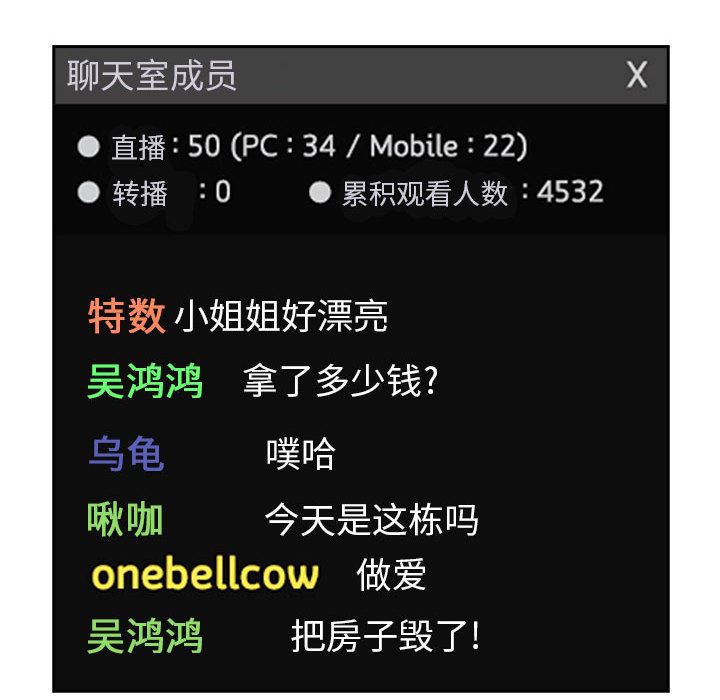 聊天室成员 X
直播 : 50 (PC : 34 / Mobile : 22)
转播 : 0 累积观看人数 : 4532
特数 小姐姐好漂亮
吴鸿鸿 拿了多少钱?
乌龟 噗哈
啾咖 今天是这栋吗
onebellcow 做爱
吴鸿鸿 把房子毁了!